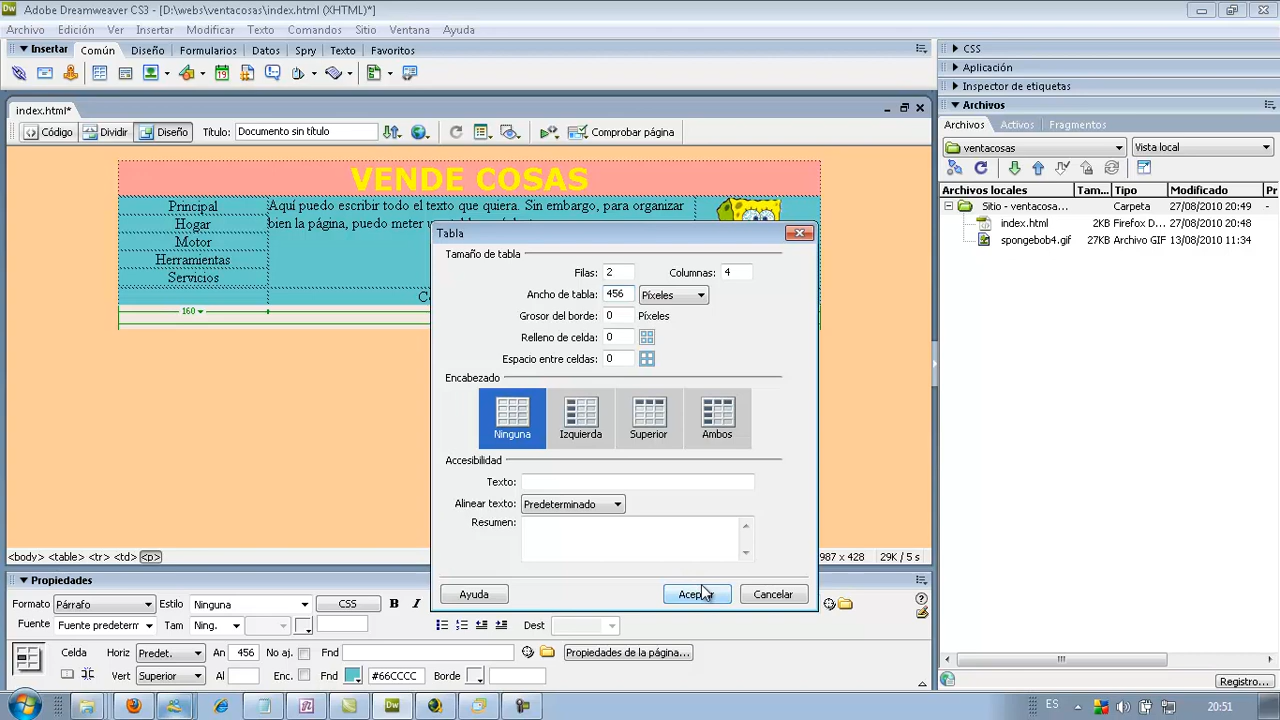 Adobe Dreamweaver CS3 - [D:\webs\ventacosas\index.html (XHTML)*]
Archivo Edición Ver Insertar Modificar Texto Comandos Sitio Ventana Ayuda
Insertar Común Diseño Formularios Datos Spry Texto Favoritos
index.html*
Código Dividir Diseño Título: Documento sin título Comprobar página
VENDE COSAS
Principal
Hogar
Motor
Herramientas
Servicios
Aquí puedo escribir todo el texto que quiera. Sin embargo, para organizar
bien la página, puedo meter
160
Tabla
Tamaño de tabla
Filas: 2 Columnas: 4
Ancho de tabla: 456 Píxeles
Grosor del borde: 0 Píxeles
Relleno de celda: 0
Espacio entre celdas: 0
Encabezado
Ninguna Izquierda Superior Ambos
Accesibilidad
Texto:
Alinear texto: Predeterminado
Resumen:
Ayuda Cancelar
<body> <table> <tr> <td> <p>
987 x 428 29K / 5 s
Propiedades
Formato Párrafo Estilo Ninguna CSS B I
Fuente Fuente predeterm Tam Ning. Dest
Celda Horiz Predet. An 456 No aj. Fnd Propiedades de la página...
Vert Superior Al Enc. Fnd #66CCCC Borde
CSS
Aplicación
Inspector de etiquetas
Archivos
Archivos Activos Fragmentos
ventacosas Vista local
Archivos locales Tam... Tipo Modificado Pr
Sitio - ventacosa... Carpeta 27/08/2010 20:49
index.html 2KB Firefox D... 27/08/2010 20:48
spongebob4.gif 27KB Archivo GIF 13/08/2010 11:34
Registro...
ES 20:51